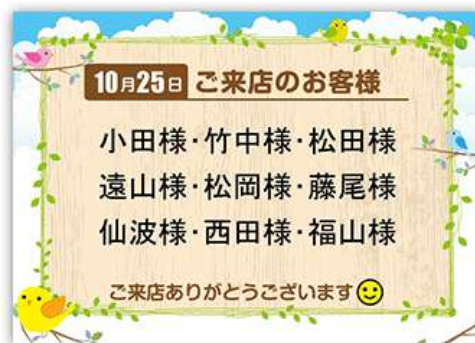 10月25日 ご来店のお客様
小田様・竹中様・松田様
遠山様・松岡様・藤尾様
仙波様・西田様・福山様
ご来店ありがとうございます